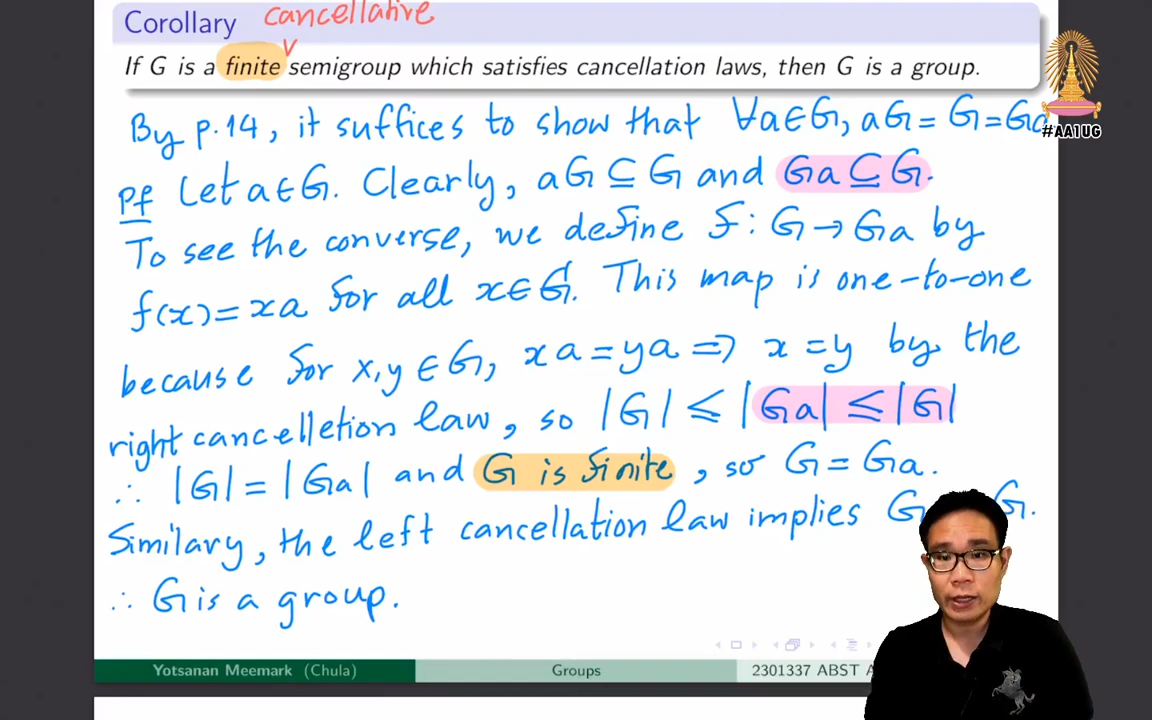 Corollary cancellative
If G is a finite semigroup which satisfies cancellation laws, then G is a group.
By p.14, it suffices to show that ∀a∈G, aG = G = Ga
#AA1UG
Pf Let a∈G. Clearly, aG ⊆ G and Ga ⊆ G.
To see the converse, we define f : G → Ga by
f(x) = xa for all x∈G. This map is one-to-one
because for x,y ∈ G, xa = ya ⇒ x = y by the
right cancelletion law, so |G| ≤ |Ga| ≤ |G|
∴ |G| = |Ga| and G is finite, so G = Ga.
Similary, the left cancellation law implies G G.
∴ G is a group.
Yotsanan Meemark (Chula) Groups 2301337 ABST